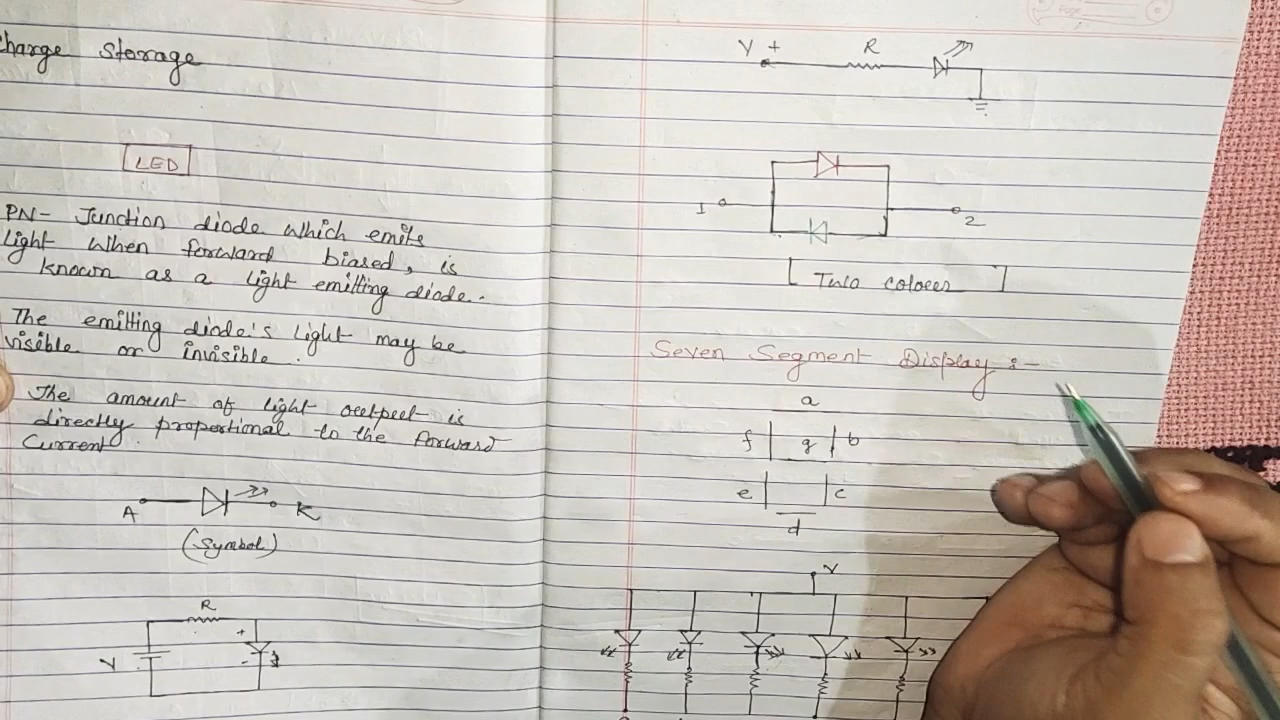 Charge Storage
LED
PN- Junction diode which emits
light when forward biased, is
known as a light emitting diode.
The emitting diode's light may be
visible or invisible.
The amount of light output is
directly proportional to the forward
Current.
A K
(Symbol)
R
V + -
V + R
1 2
Two colours
Seven Segment Display :-
a
f g b
e c
d
V